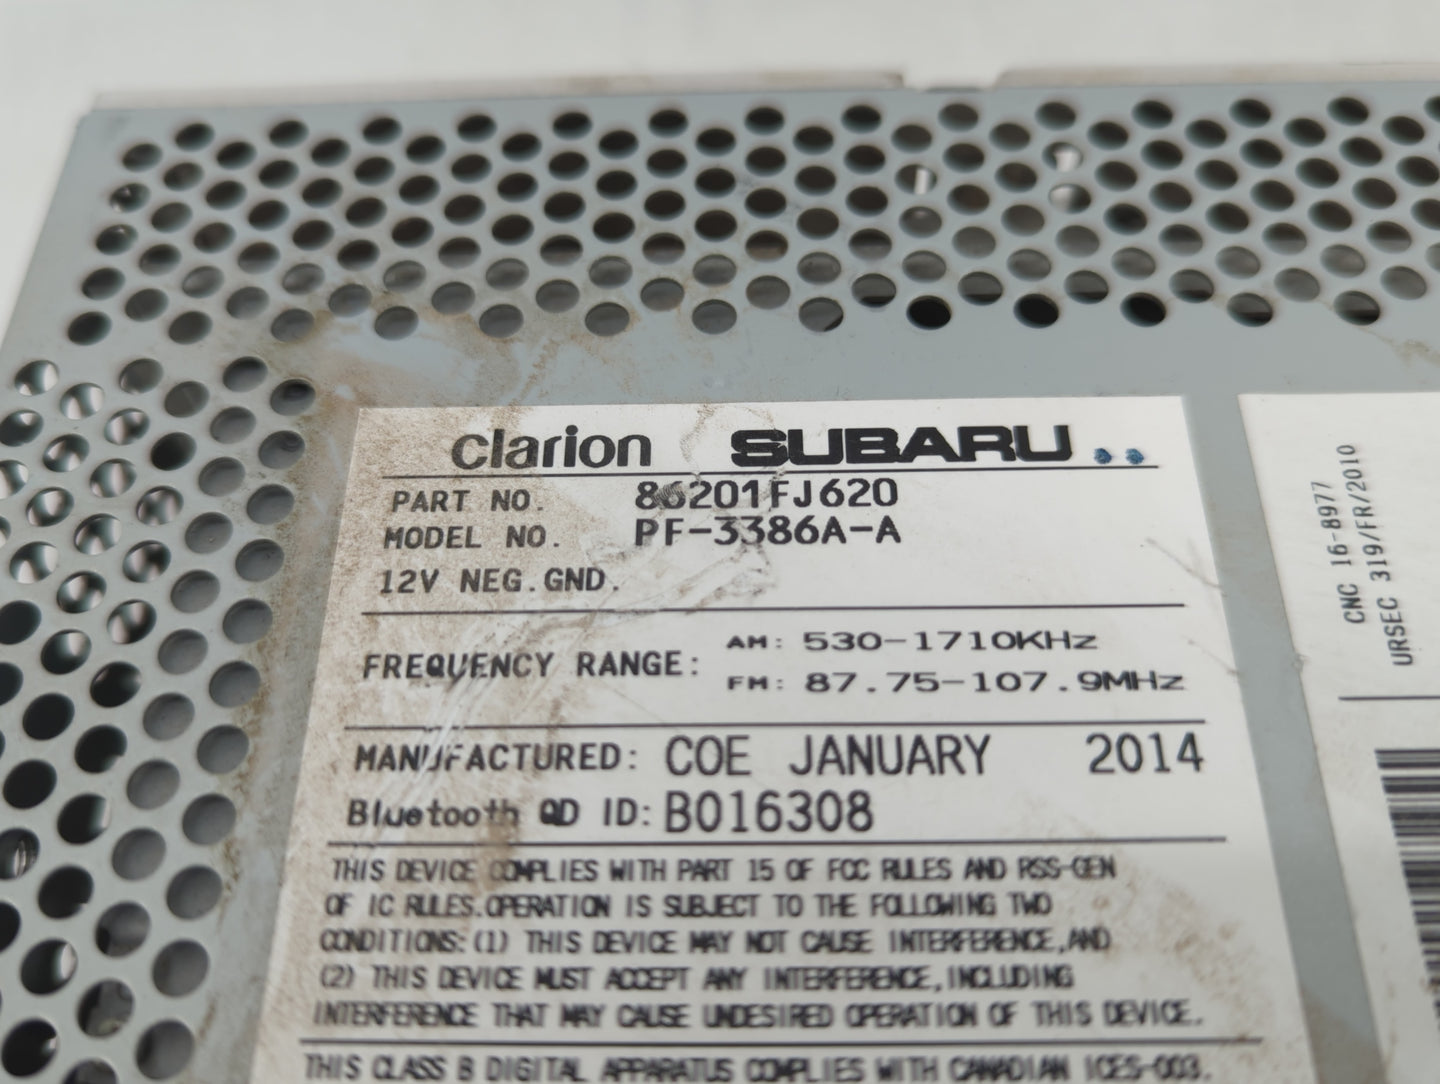 clarion SUBARU
PART NO. 86201FJ620
MODEL NO. PF-3386A-A
12V NEG.GND.
FREQUENCY RANGE: AM: 530-1710KHz
FM: 87.75-107.9MHz
MANUFACTURED: COE JANUARY 2014
Bluetooth QD ID: B016308
THIS DEVICE COMPLIES WITH PART 15 OF FCC RULES AND RSS-GEN
OF IC RULES.OPERATION IS SUBJECT TO THE FOLLOWING TWO
CONDITIONS:(1) THIS DEVICE MAY NOT CAUSE INTERFERENCE,AND
(2) THIS DEVICE MUST ACCEPT ANY INTERFERENCE,INCLUDING
INTERFERENCE THAT MAY CAUSE UNDESIRED OPERATION OF THIS DEVICE.
THIS CLASS B DIGITAL APPARATUS COMPLIES WITH CANADIAN ICES-003.
CNC 16-8977
URSEC 319/FR/2010